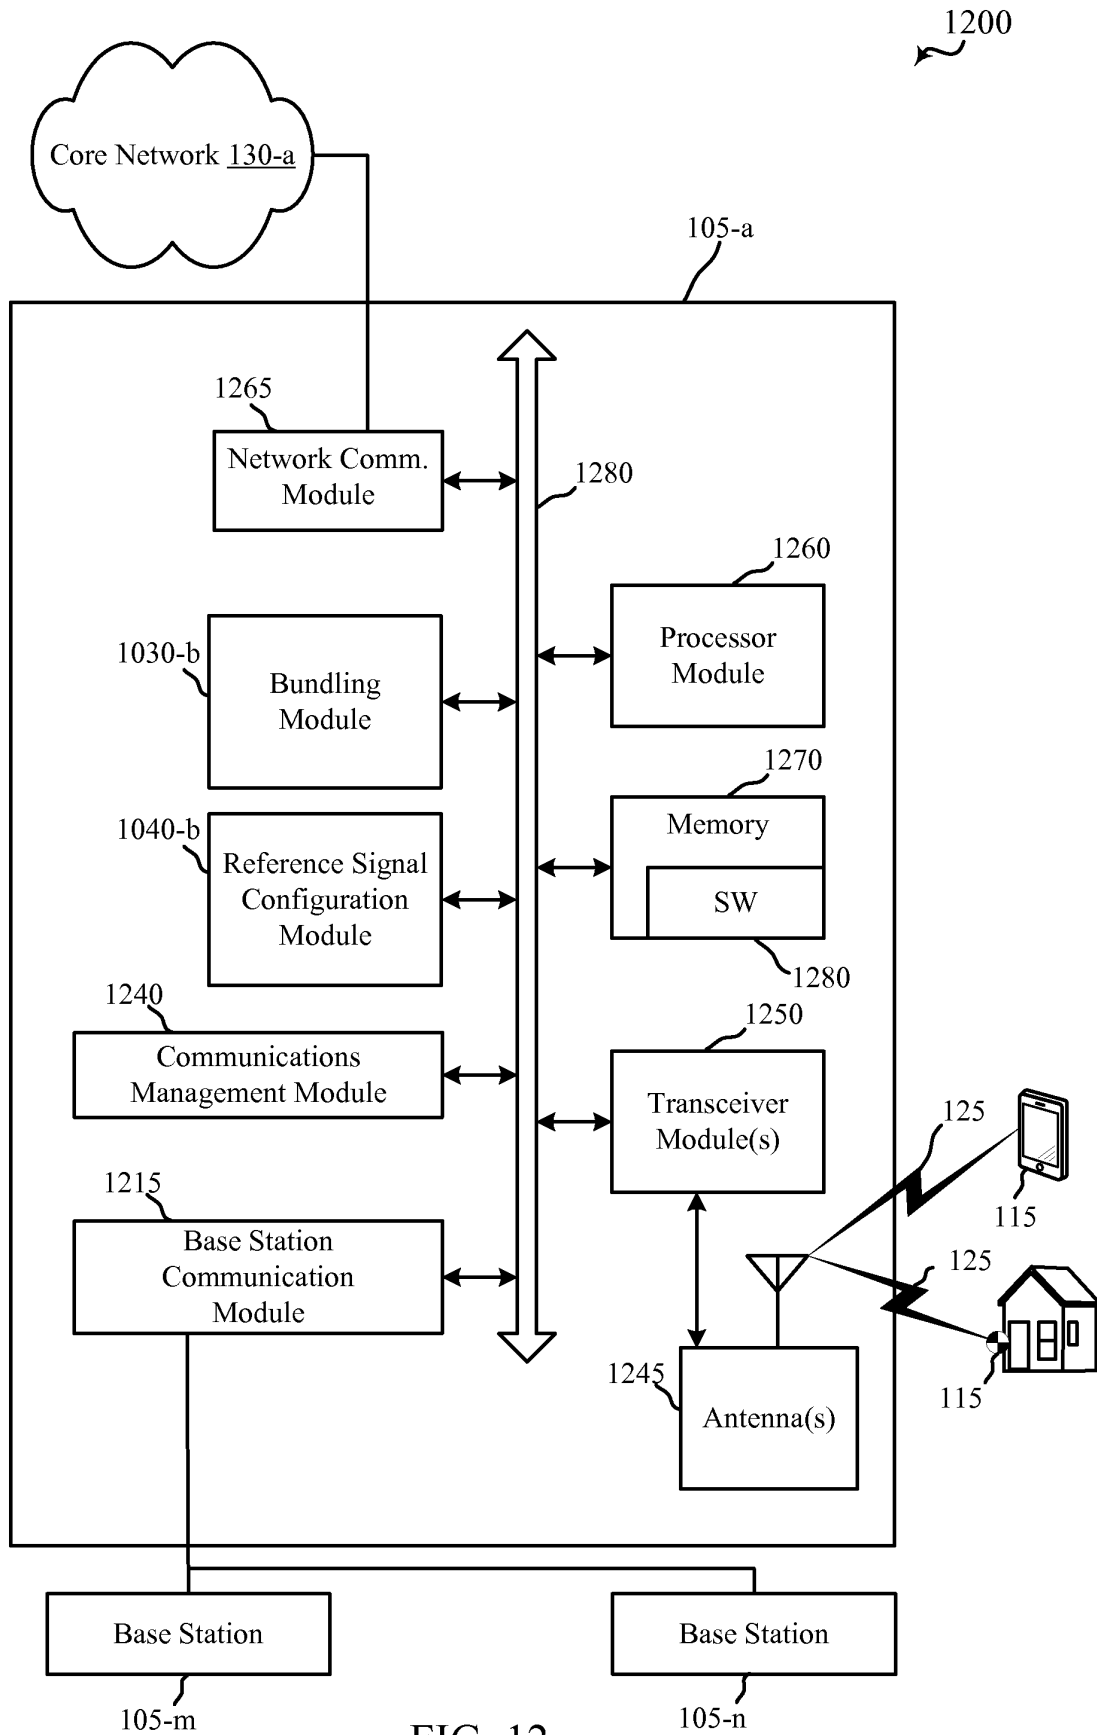 1200
Core Network 130-a
105-a
1265
Network Comm.
Module
1280
1260
Processor
Module
1030-b
Bundling
Module
1270
Memory
SW
1280
1040-b
Reference Signal
Configuration
Module
1240
Communications
Management Module
1250
Transceiver
Module(s)
125
115
1215
Base Station
Communication
Module
125
115
1245
Antenna(s)
Base Station
105-m
Base Station
105-n
FIG. 12